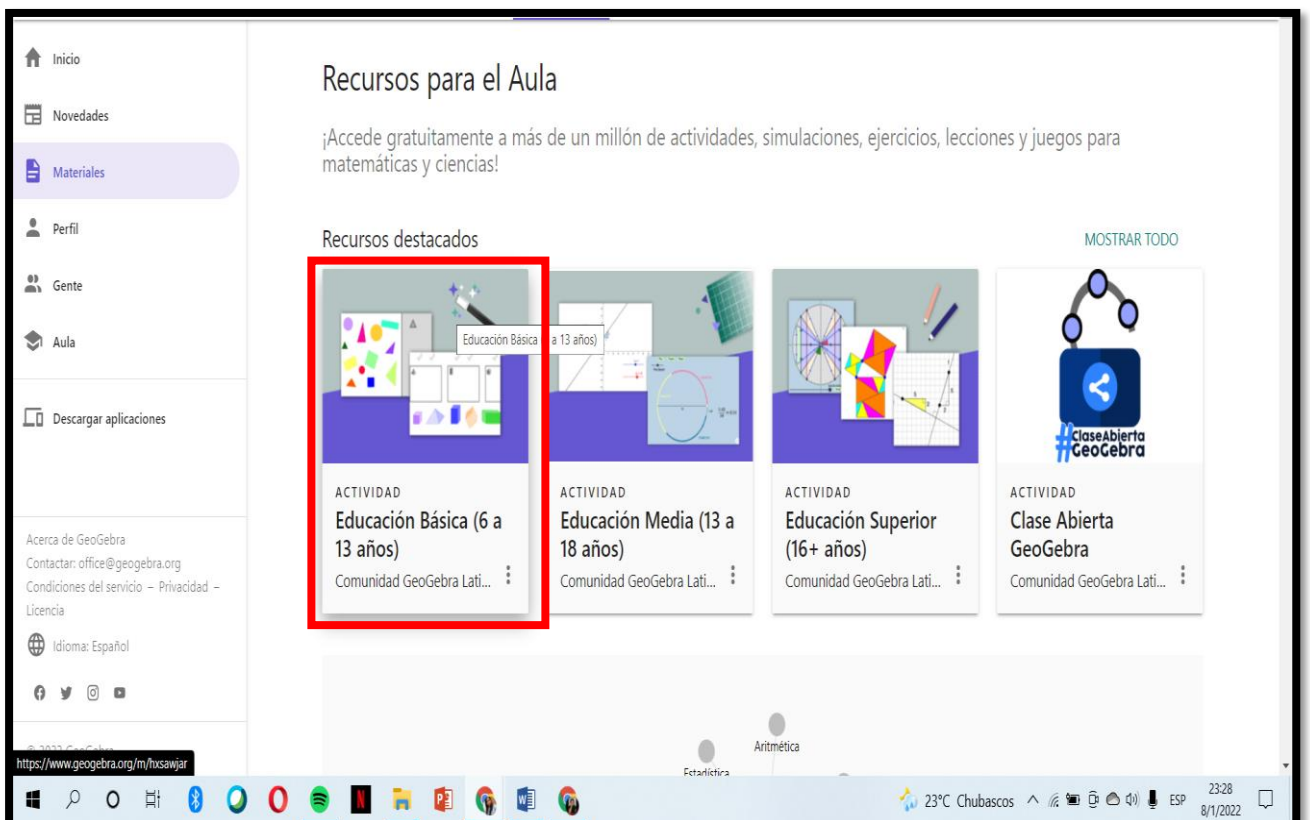 Inicio
Novedades
Materiales
Perfil
Gente
Aula
Descargar aplicaciones
Acerca de GeoGebra
Contactar: office@geogebra.org
Condiciones del servicio – Privacidad –
Licencia
Idioma: Español
© 2022 GeoGebra
https://www.geogebra.org/m/hxsawjar
Recursos para el Aula
¡Accede gratuitamente a más de un millón de actividades, simulaciones, ejercicios, lecciones y juegos para
matemáticas y ciencias!
Recursos destacados
MOSTRAR TODO
Educación Básica a 13 años)
ACTIVIDAD
Educación Básica (6 a
13 años)
Comunidad GeoGebra Lati...
ACTIVIDAD
Educación Media (13 a
18 años)
Comunidad GeoGebra Lati...
ACTIVIDAD
Educación Superior
(16+ años)
Comunidad GeoGebra Lati...
#ClaseAbierta
GeoGebra
ACTIVIDAD
Clase Abierta
GeoGebra
Comunidad GeoGebra Lati...
Aritmética
Estadística
23°C Chubascos
ESP
23:28
8/1/2022